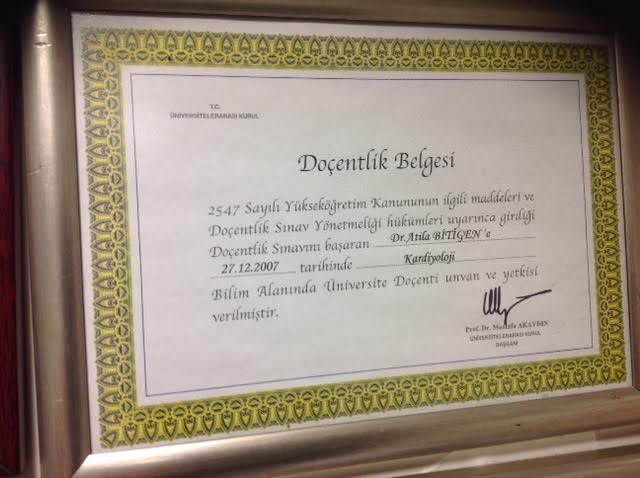 T.C.
ÜNİVERSİTELERARASI KURUL
Doçentlik Belgesi
2547 Sayılı Yükseköğretim Kanununun ilgili maddeleri ve
Doçentlik Sınav Yönetmeliği hükümleri uyarınca girdiği
Doçentlik Sınavını başaran Dr.Atila BİTİGEN 'e
27.12.2007 tarihinde Kardiyoloji
Bilim Alanında Üniversite Doçenti unvan ve yetkisi
verilmiştir.
Prof. Dr. Mustafa AKAYDIN
ÜNİVERSİTELERARASI KURUL
BAŞKANI